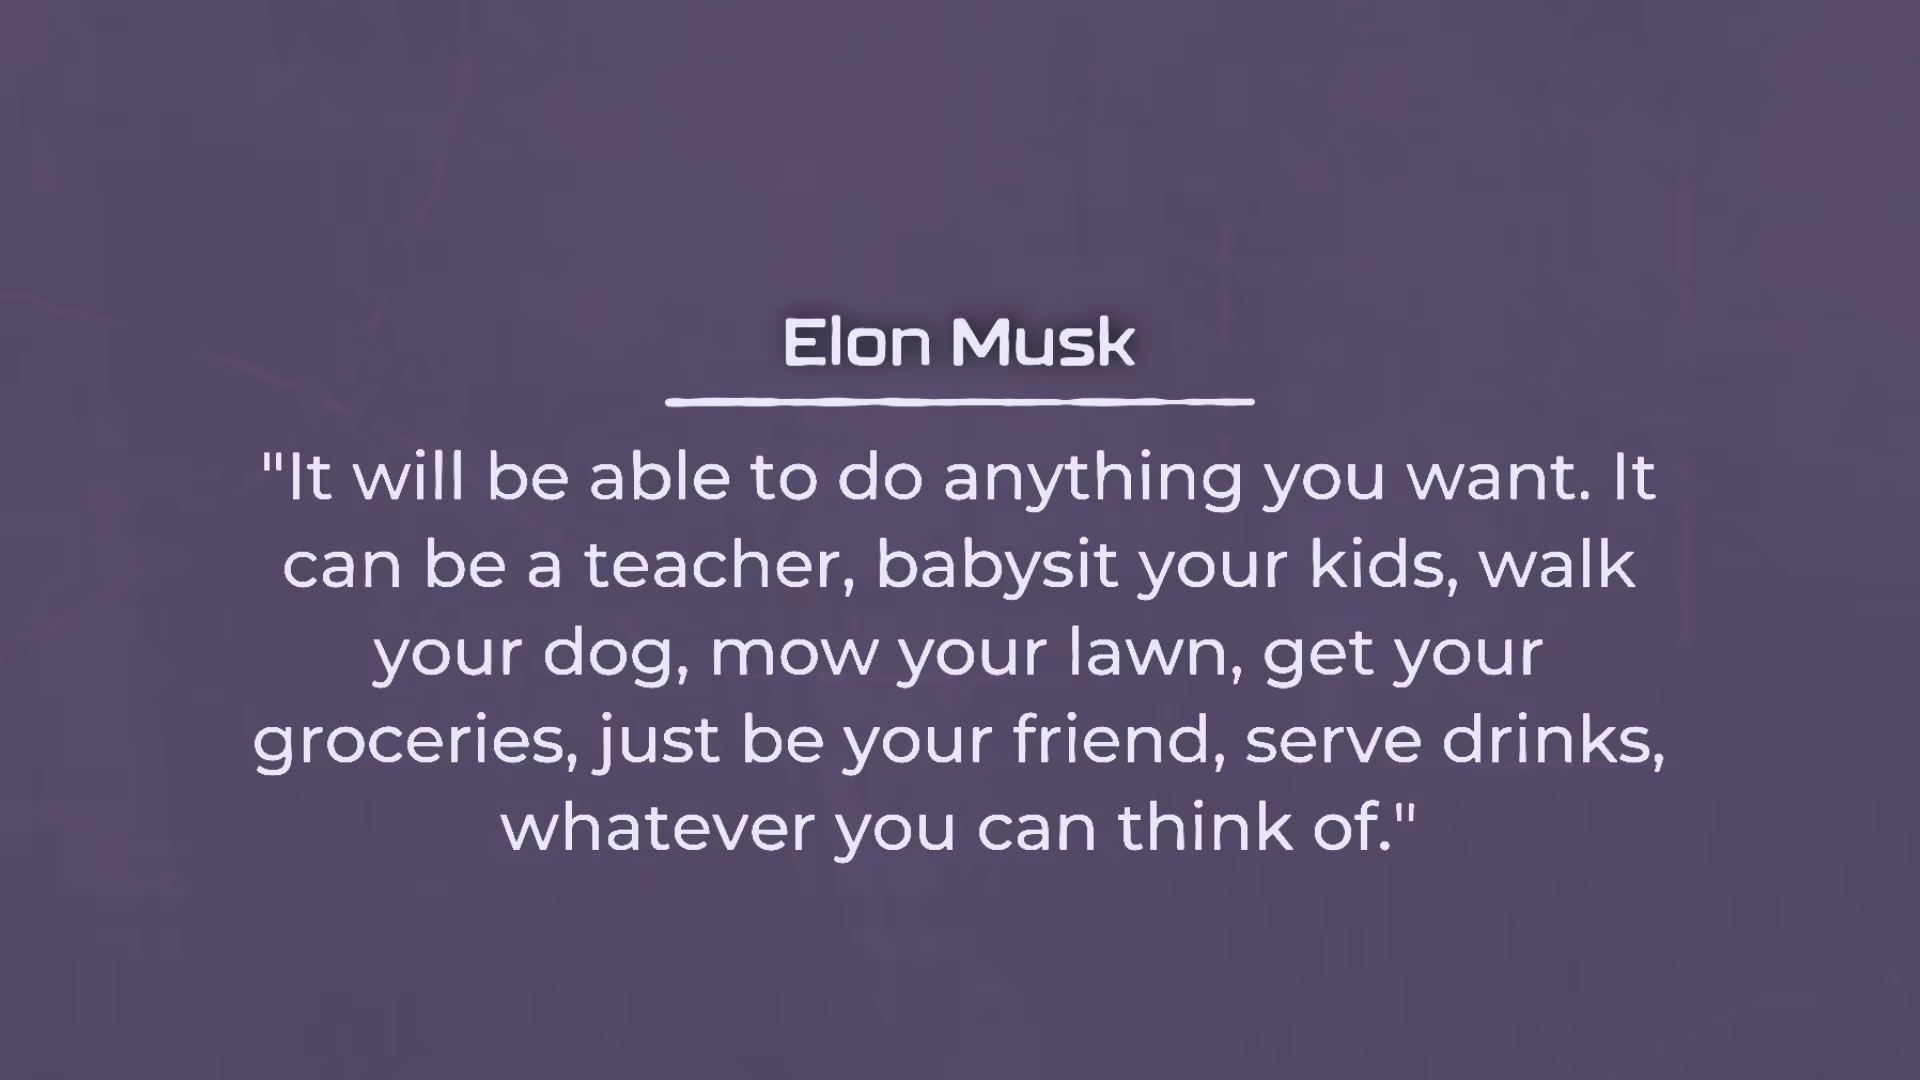 Elon Musk
"It will be able to do anything you want. It
can be a teacher, babysit your kids, walk
your dog, mow your lawn, get your
groceries, just be your friend, serve drinks,
whatever you can think of."